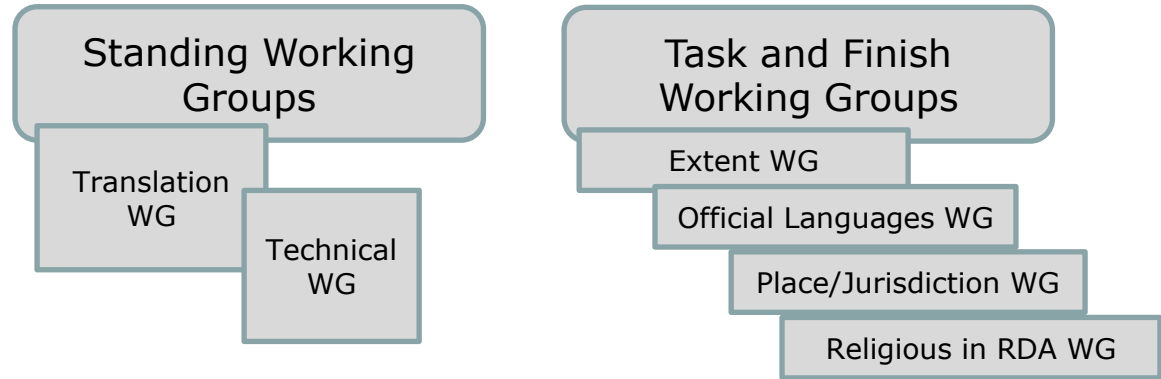 Standing Working
Groups
Translation
WG
Technical
WG
Task and Finish
Working Groups
Extent WG
Official Languages WG
Place/Jurisdiction WG
Religious in RDA WG